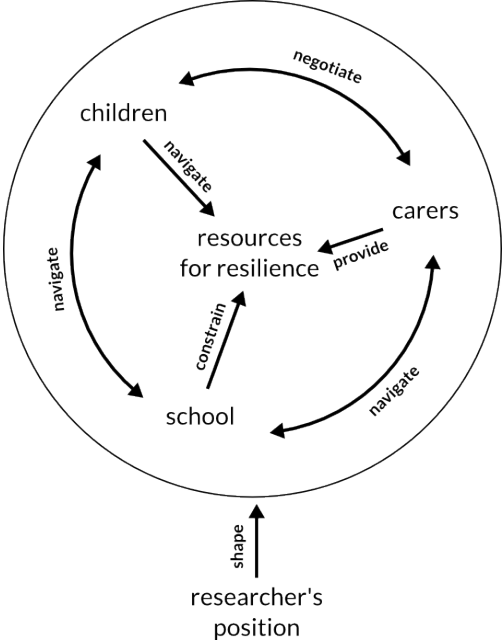 negotiate
children
navigate
carers
resources
for resilience
provide
navigate
constrain
navigate
school
shape
researcher's
position